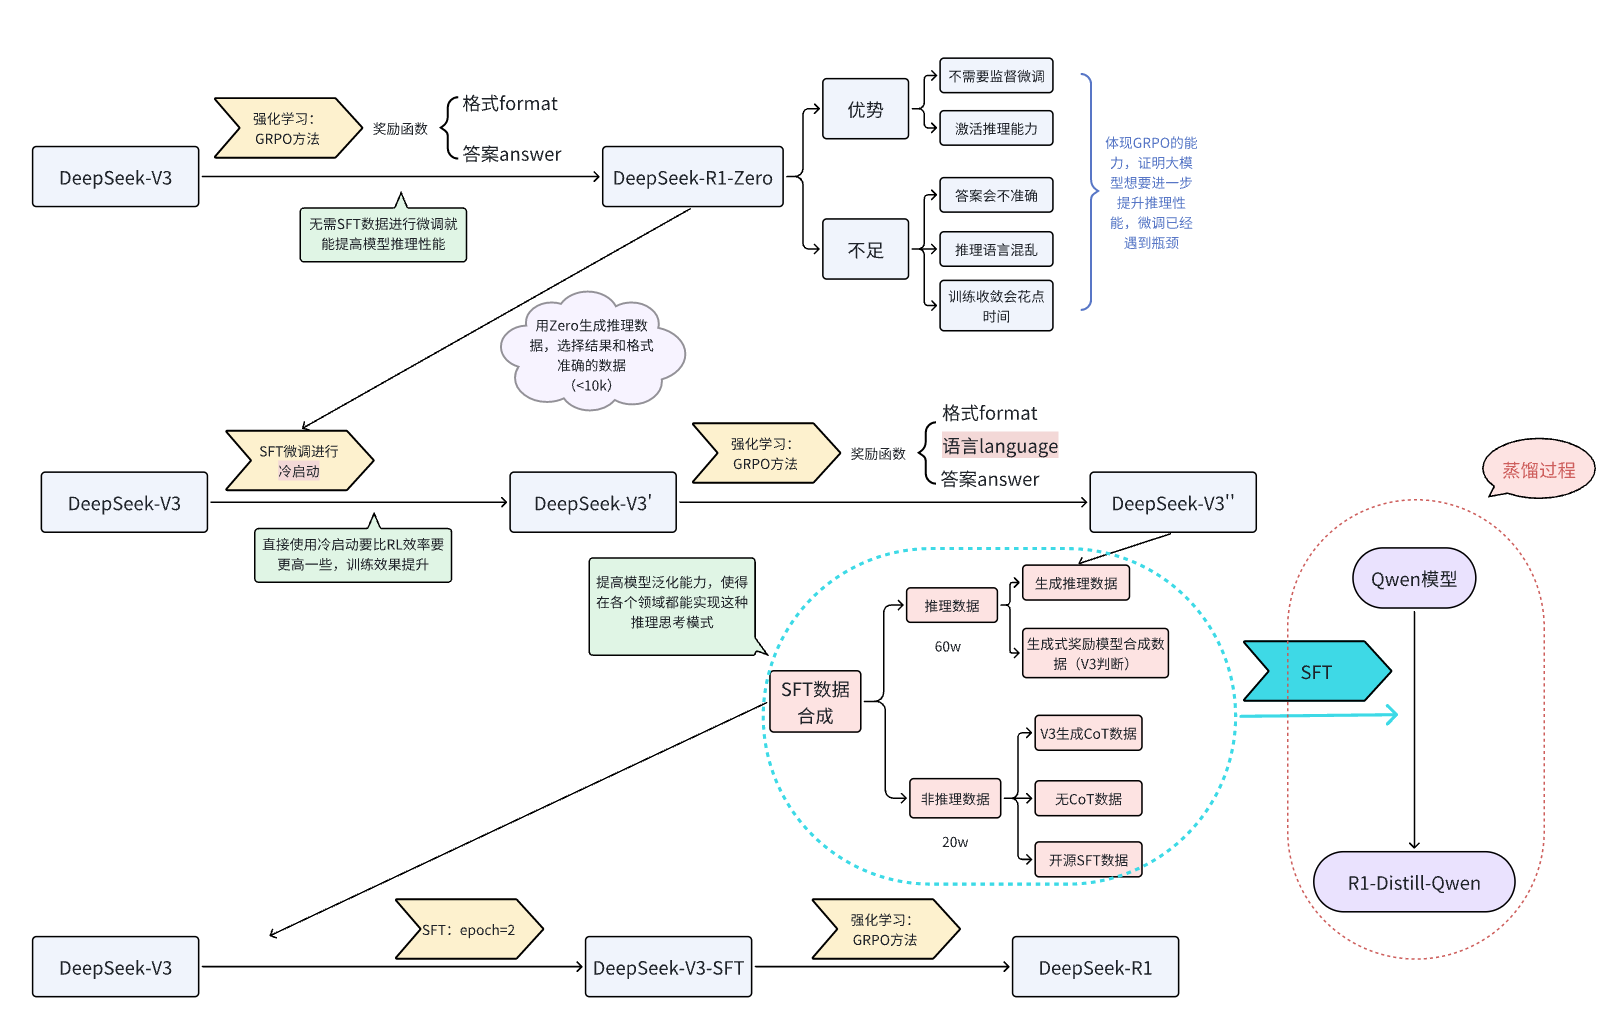 强化学习：
GRPO方法
奖励函数
格式format
答案answer
DeepSeek-V3
无需SFT数据进行微调就
能提高模型推理性能
DeepSeek-R1-Zero
优势
不需要监督微调
激活推理能力
不足
答案会不准确
推理语言混乱
训练收敛会花点
时间
体现GRPO的能
力，证明大模
型想要进一步
提升推理性
能，微调已经
遇到瓶颈
用Zero生成推理数
据，选择结果和格式
准确的数据
（<10k）
SFT微调进行
冷启动
DeepSeek-V3
直接使用冷启动要比RL效率要
更高一些，训练效果提升
DeepSeek-V3'
强化学习：
GRPO方法
奖励函数
格式format
语言language
答案answer
DeepSeek-V3''
提高模型泛化能力，使得
在各个领域都能实现这种
推理思考模式
SFT数据
合成
推理数据
60w
生成推理数据
生成式奖励模型合成数
据（V3判断）
非推理数据
20w
V3生成CoT数据
无CoT数据
开源SFT数据
SFT
蒸馏过程
Qwen模型
R1-Distill-Qwen
DeepSeek-V3
SFT：epoch=2
DeepSeek-V3-SFT
强化学习：
GRPO方法
DeepSeek-R1